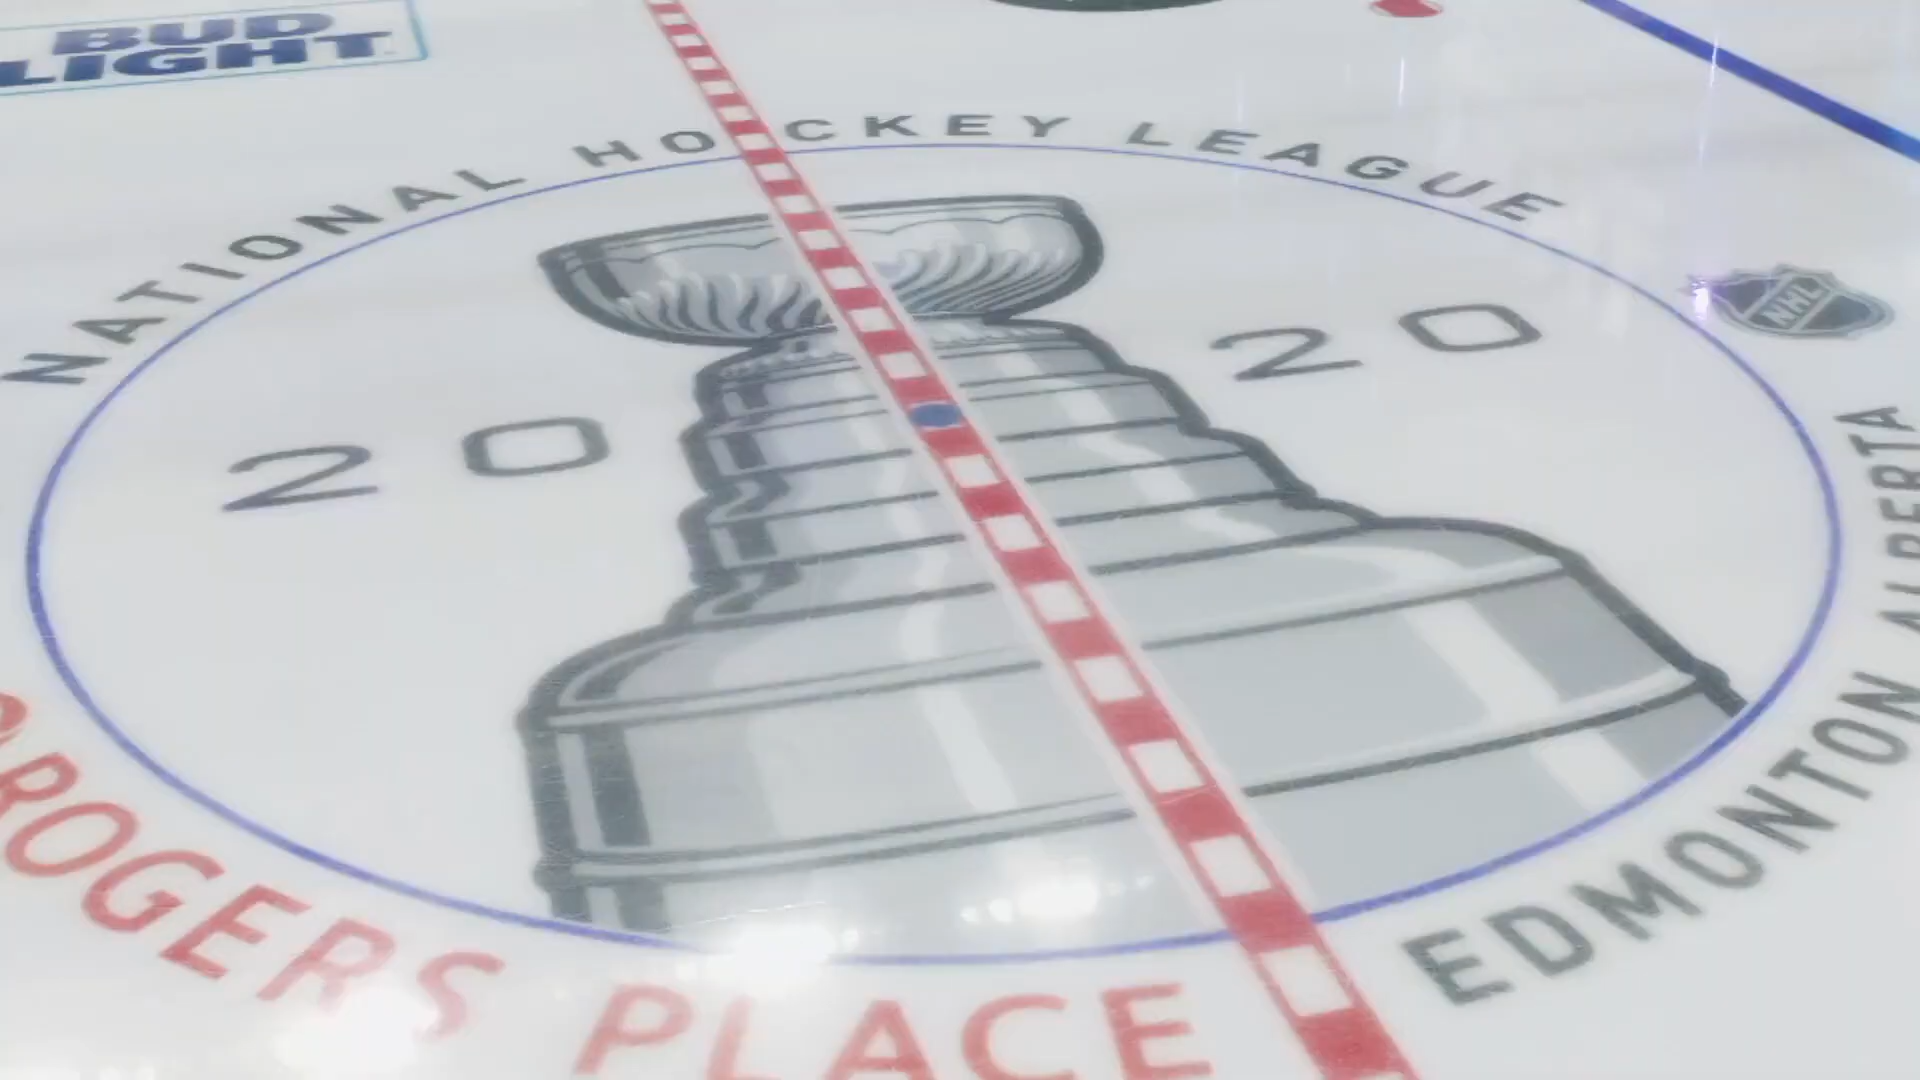 BUD
LIGHT
NATIONAL HOCKEY LEAGUE
NHL
20 20
ROGERS PLACE
EDMONTON ALBERTA